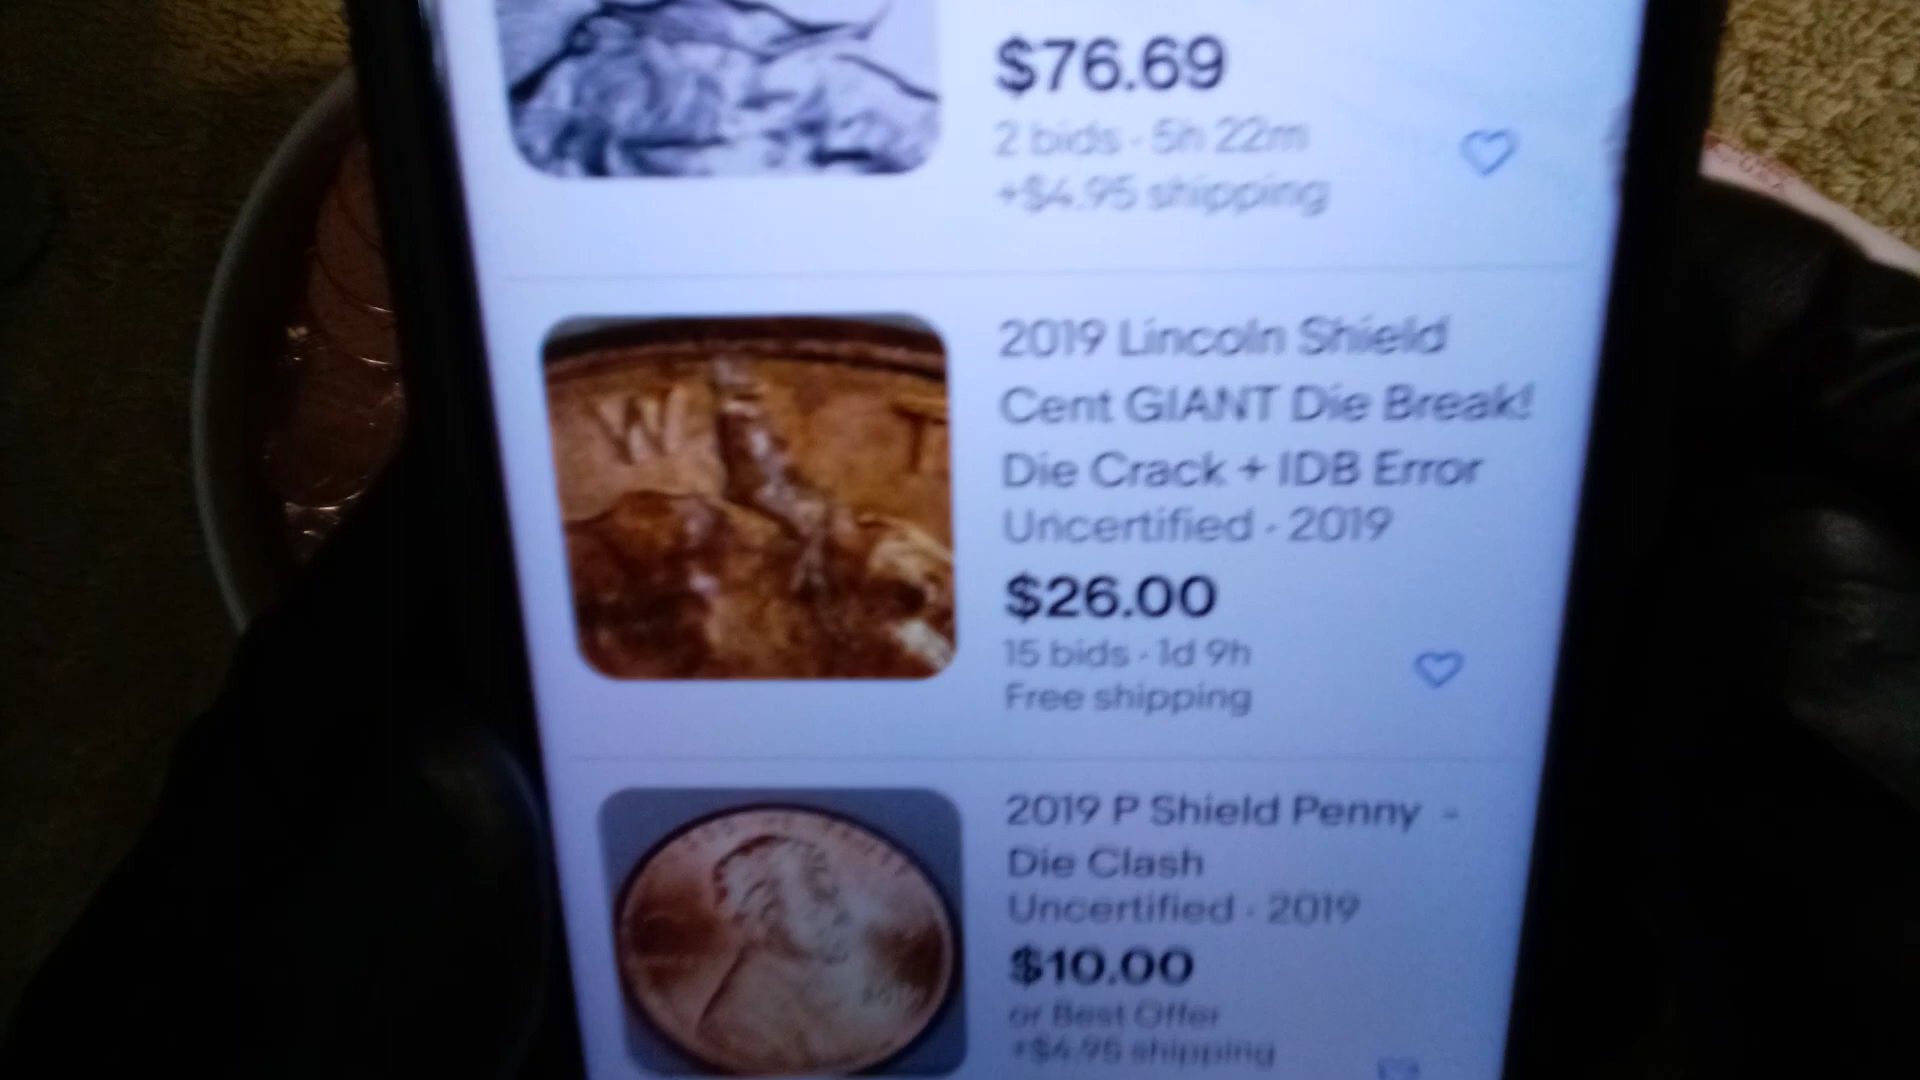 $76.69
2 bids · 5h 22m
+$4.95 shipping
W T
2019 Lincoln Shield
Cent GIANT Die Break!
Die Crack + IDB Error
Uncertified · 2019
$26.00
15 bids · 1d 9h
Free shipping
2019 P Shield Penny -
Die Clash
Uncertified · 2019
$10.00
or Best Offer
+$4.95 shipping